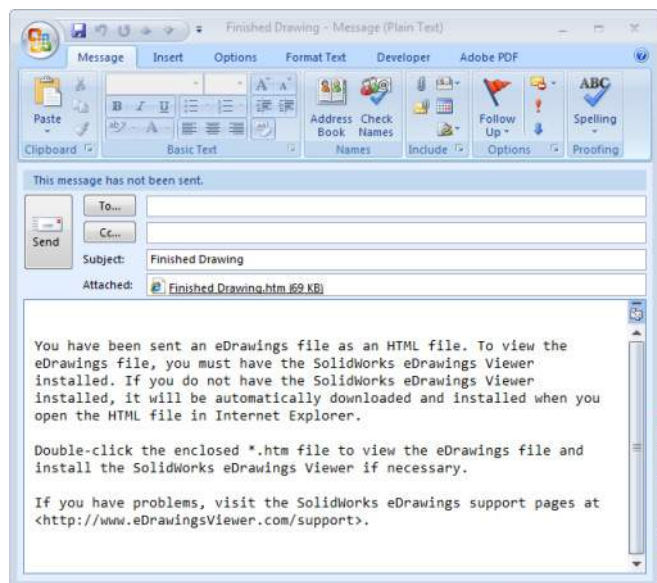 Finished Drawing - Message (Plain Text)
Message Insert Options Format Text Developer Adobe PDF
Paste
B I U A A
ABC
Address Book Check Names
Follow Up
Spelling
Clipboard Basic Text Names Include Options Proofing
This message has not been sent.
To...
Cc...
Send
Subject: Finished Drawing
Attached: Finished Drawing.htm (69 KB)
You have been sent an eDrawings file as an HTML file. To view the
eDrawings file, you must have the SolidWorks eDrawings Viewer
installed. If you do not have the SolidWorks eDrawings Viewer
installed, it will be automatically downloaded and installed when you
open the HTML file in Internet Explorer.
Double-click the enclosed *.htm file to view the eDrawings file and
install the SolidWorks eDrawings Viewer if necessary.
If you have problems, visit the SolidWorks eDrawings support pages at
<http://www.eDrawingsViewer.com/support>.